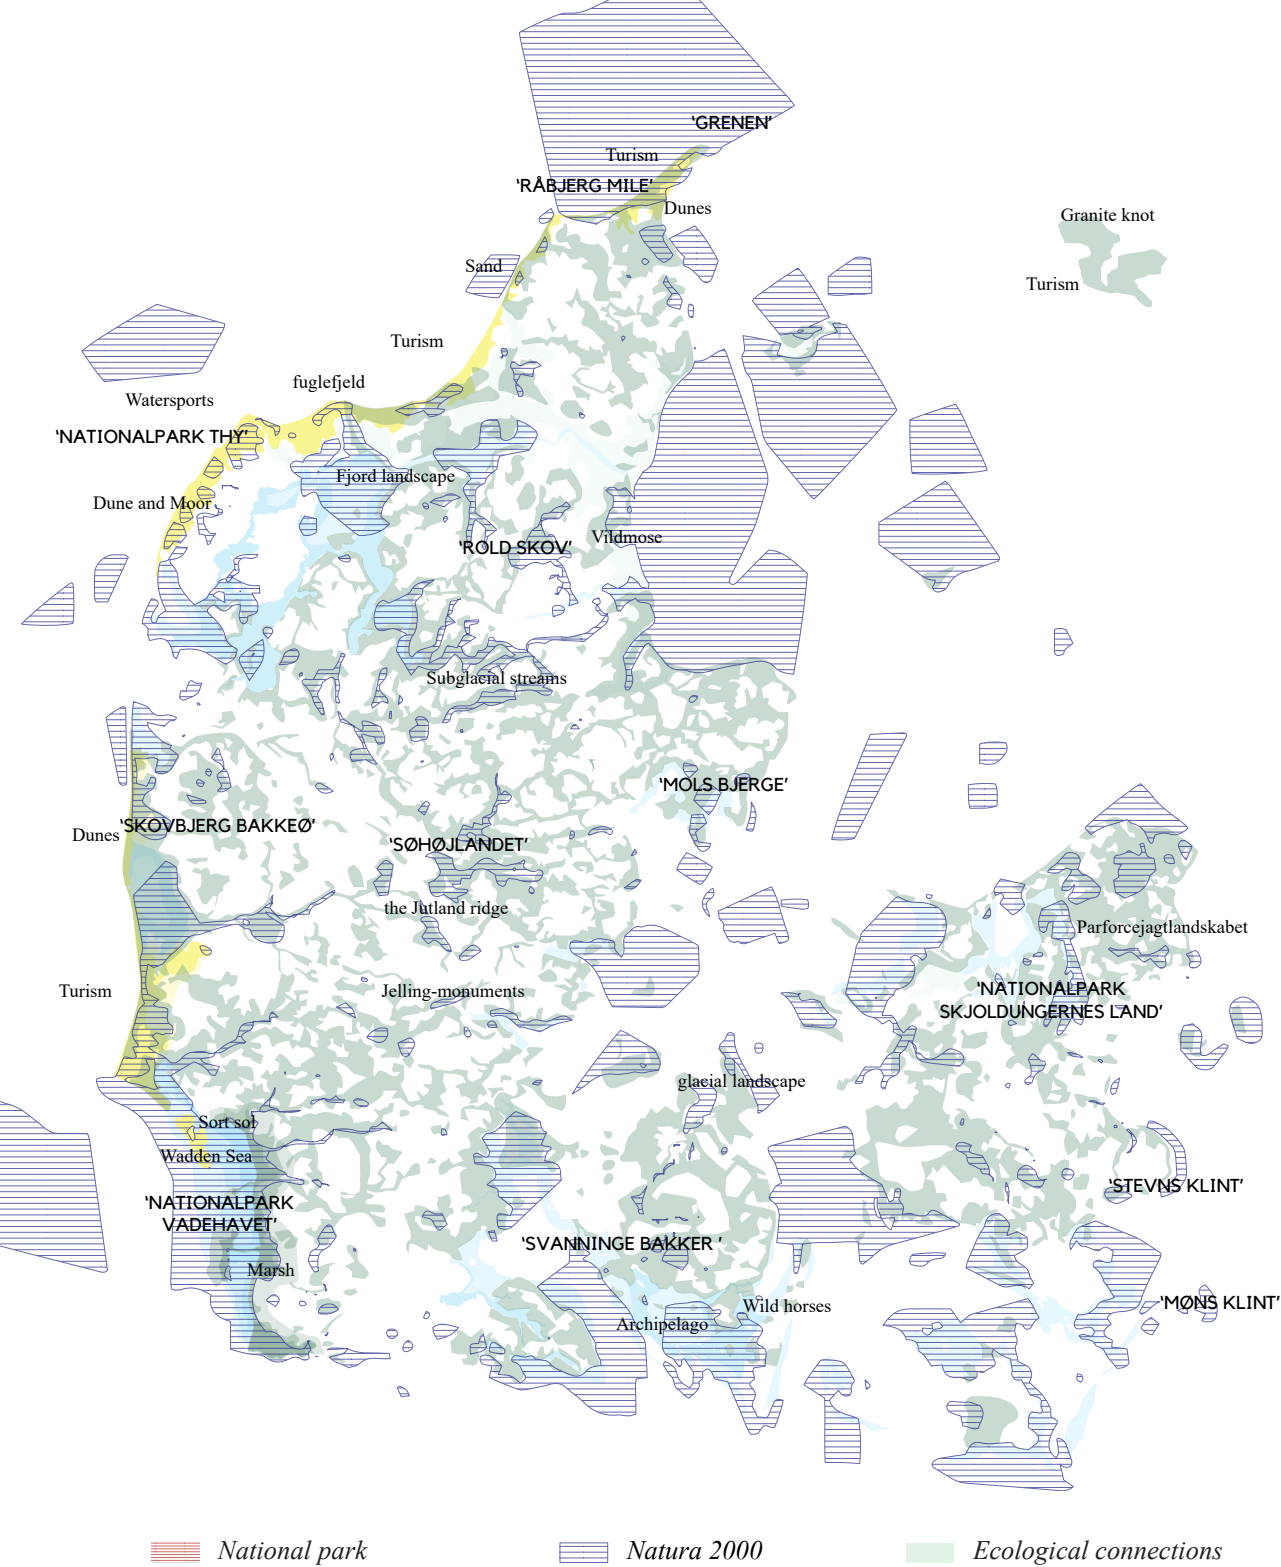 ‘GRENEN’
Turism
‘RÅBJERG MILE’
Dunes
Granite knot
Sand
Turism
Turism
fuglefjeld
Watersports
‘NATIONALPARK THY’
Fjord landscape
Dune and Moor
Vildmose
‘ROLD SKOV’
Subglacial streams
‘MOLS BJERGE’
‘SKOVBJERG BAKKEØ’
Dunes
‘SØHØJLANDET’
the Jutland ridge
Parforcejagtlandskabet
Turism
Jelling-monuments
‘NATIONALPARK
SKJOLDUNGERNES LAND’
glacial landscape
Sort sol
Wadden Sea
‘STEVNS KLINT’
‘NATIONALPARK
VADEHAVET’
‘SVANNINGE BAKKER ’
Marsh
‘MØNS KLINT’
Wild horses
Archipelago
National park
Natura 2000
Ecological connections